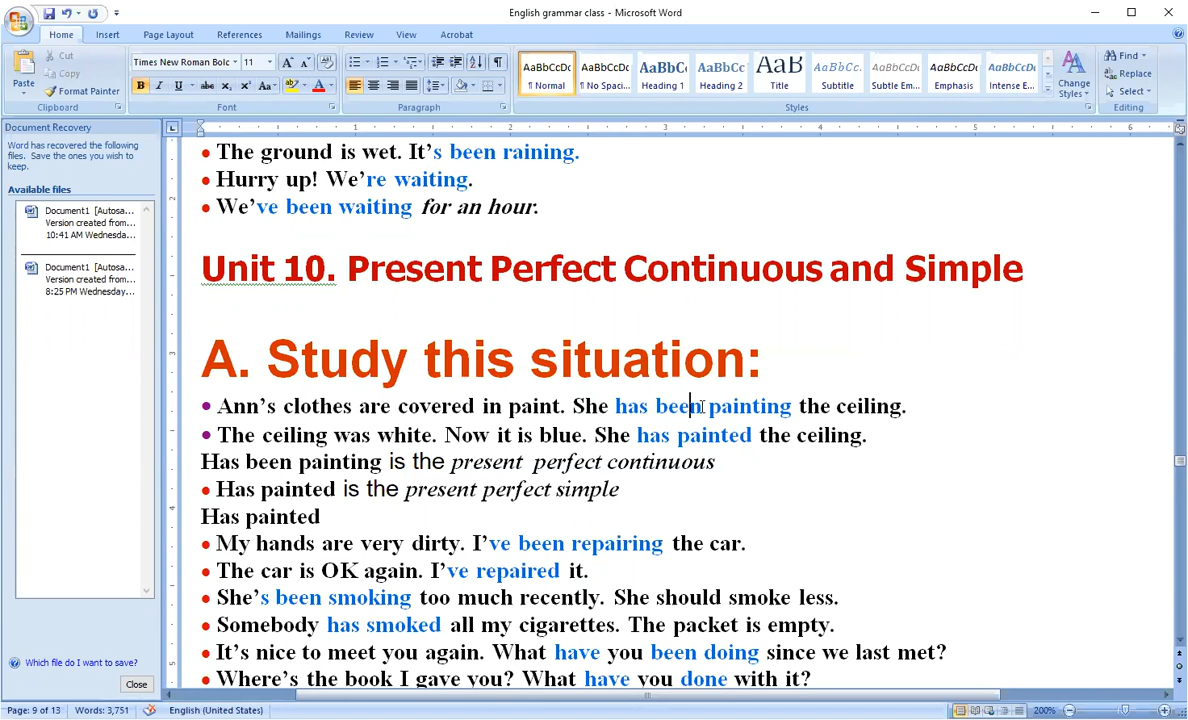 English grammar class - Microsoft Word
Home Insert Page Layout References Mailings Review View Acrobat
Paste Cut Copy Format Painter Clipboard
Times New Roman Bolc 11 Font
Paragraph
AaBbCcDc ¶ Normal AaBbCcDc ¶ No Spaci... AaBbCc Heading 1 AaBbCc Heading 2 AaB Title AaBbCc. Subtitle AaBbCcDc Subtle Em... AaBbCcDc Emphasis AaBbCcDc Intense E... Change Styles Styles
Find Replace Select Editing
Document Recovery
Word has recovered the following
files. Save the ones you wish to
keep.
Available files
Document1 [Autosa...
Version created from...
10:41 AM Wednesda...
Document1 [Autosa...
Version created from...
8:25 PM Wednesday...
Which file do I want to save?
Close
1 2 3 4 5 6
2
3
4
5
• The ground is wet. It's been raining.
• Hurry up! We're waiting.
• We've been waiting for an hour.
Unit 10. Present Perfect Continuous and Simple
A. Study this situation:
• Ann's clothes are covered in paint. She has been painting the ceiling.
• The ceiling was white. Now it is blue. She has painted the ceiling.
Has been painting is the present perfect continuous
• Has painted is the present perfect simple
Has painted
• My hands are very dirty. I've been repairing the car.
• The car is OK again. I've repaired it.
• She's been smoking too much recently. She should smoke less.
• Somebody has smoked all my cigarettes. The packet is empty.
• It's nice to meet you again. What have you been doing since we last met?
• Where's the book I gave you? What have you done with it?
Page: 9 of 13 Words: 3,751 English (United States) 200%